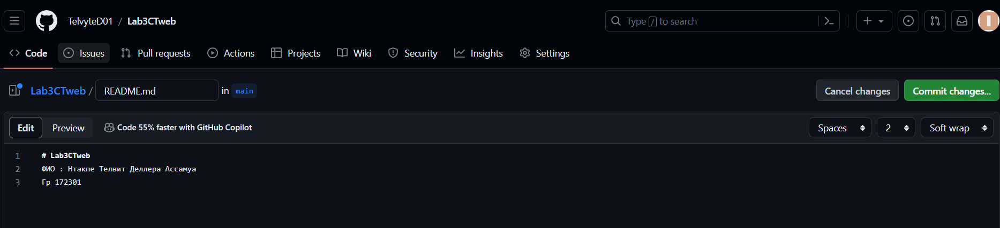 TelvyteD01 / Lab3CTweb
Type / to search
Code Issues Pull requests Actions Projects Wiki Security Insights Settings
Lab3CTweb / README.md in main
Cancel changes Commit changes...
Edit Preview Code 55% faster with GitHub Copilot
Spaces 2 Soft wrap
1 # Lab3CTweb
2 ФИО : Нтакпе Телвит Деллера Ассамуа
3 Гр 172301